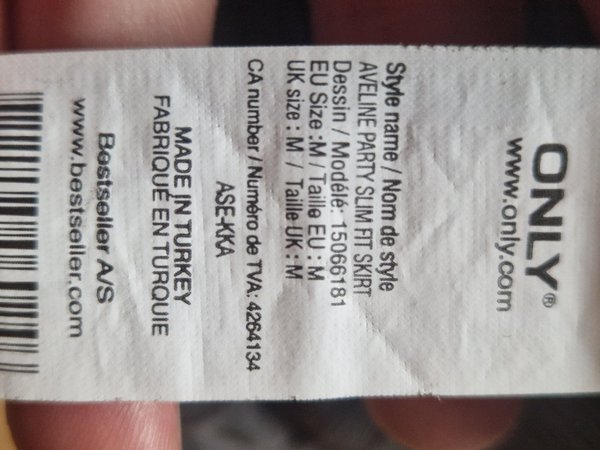 ONLY®
www.only.com
Style name / Nom de style
AVELINE PARTY SLIM FIT SKIRT
Dessin / Modèlé: 15066181
EU Size :M / Taille EU : M
UK size : M / Taille UK : M
CA number / Numéro de TVA: 4264134
ASE-KKA
MADE IN TURKEY
FABRIQUÉ EN TURQUIE
Bestseller A/S
www.bestseller.com